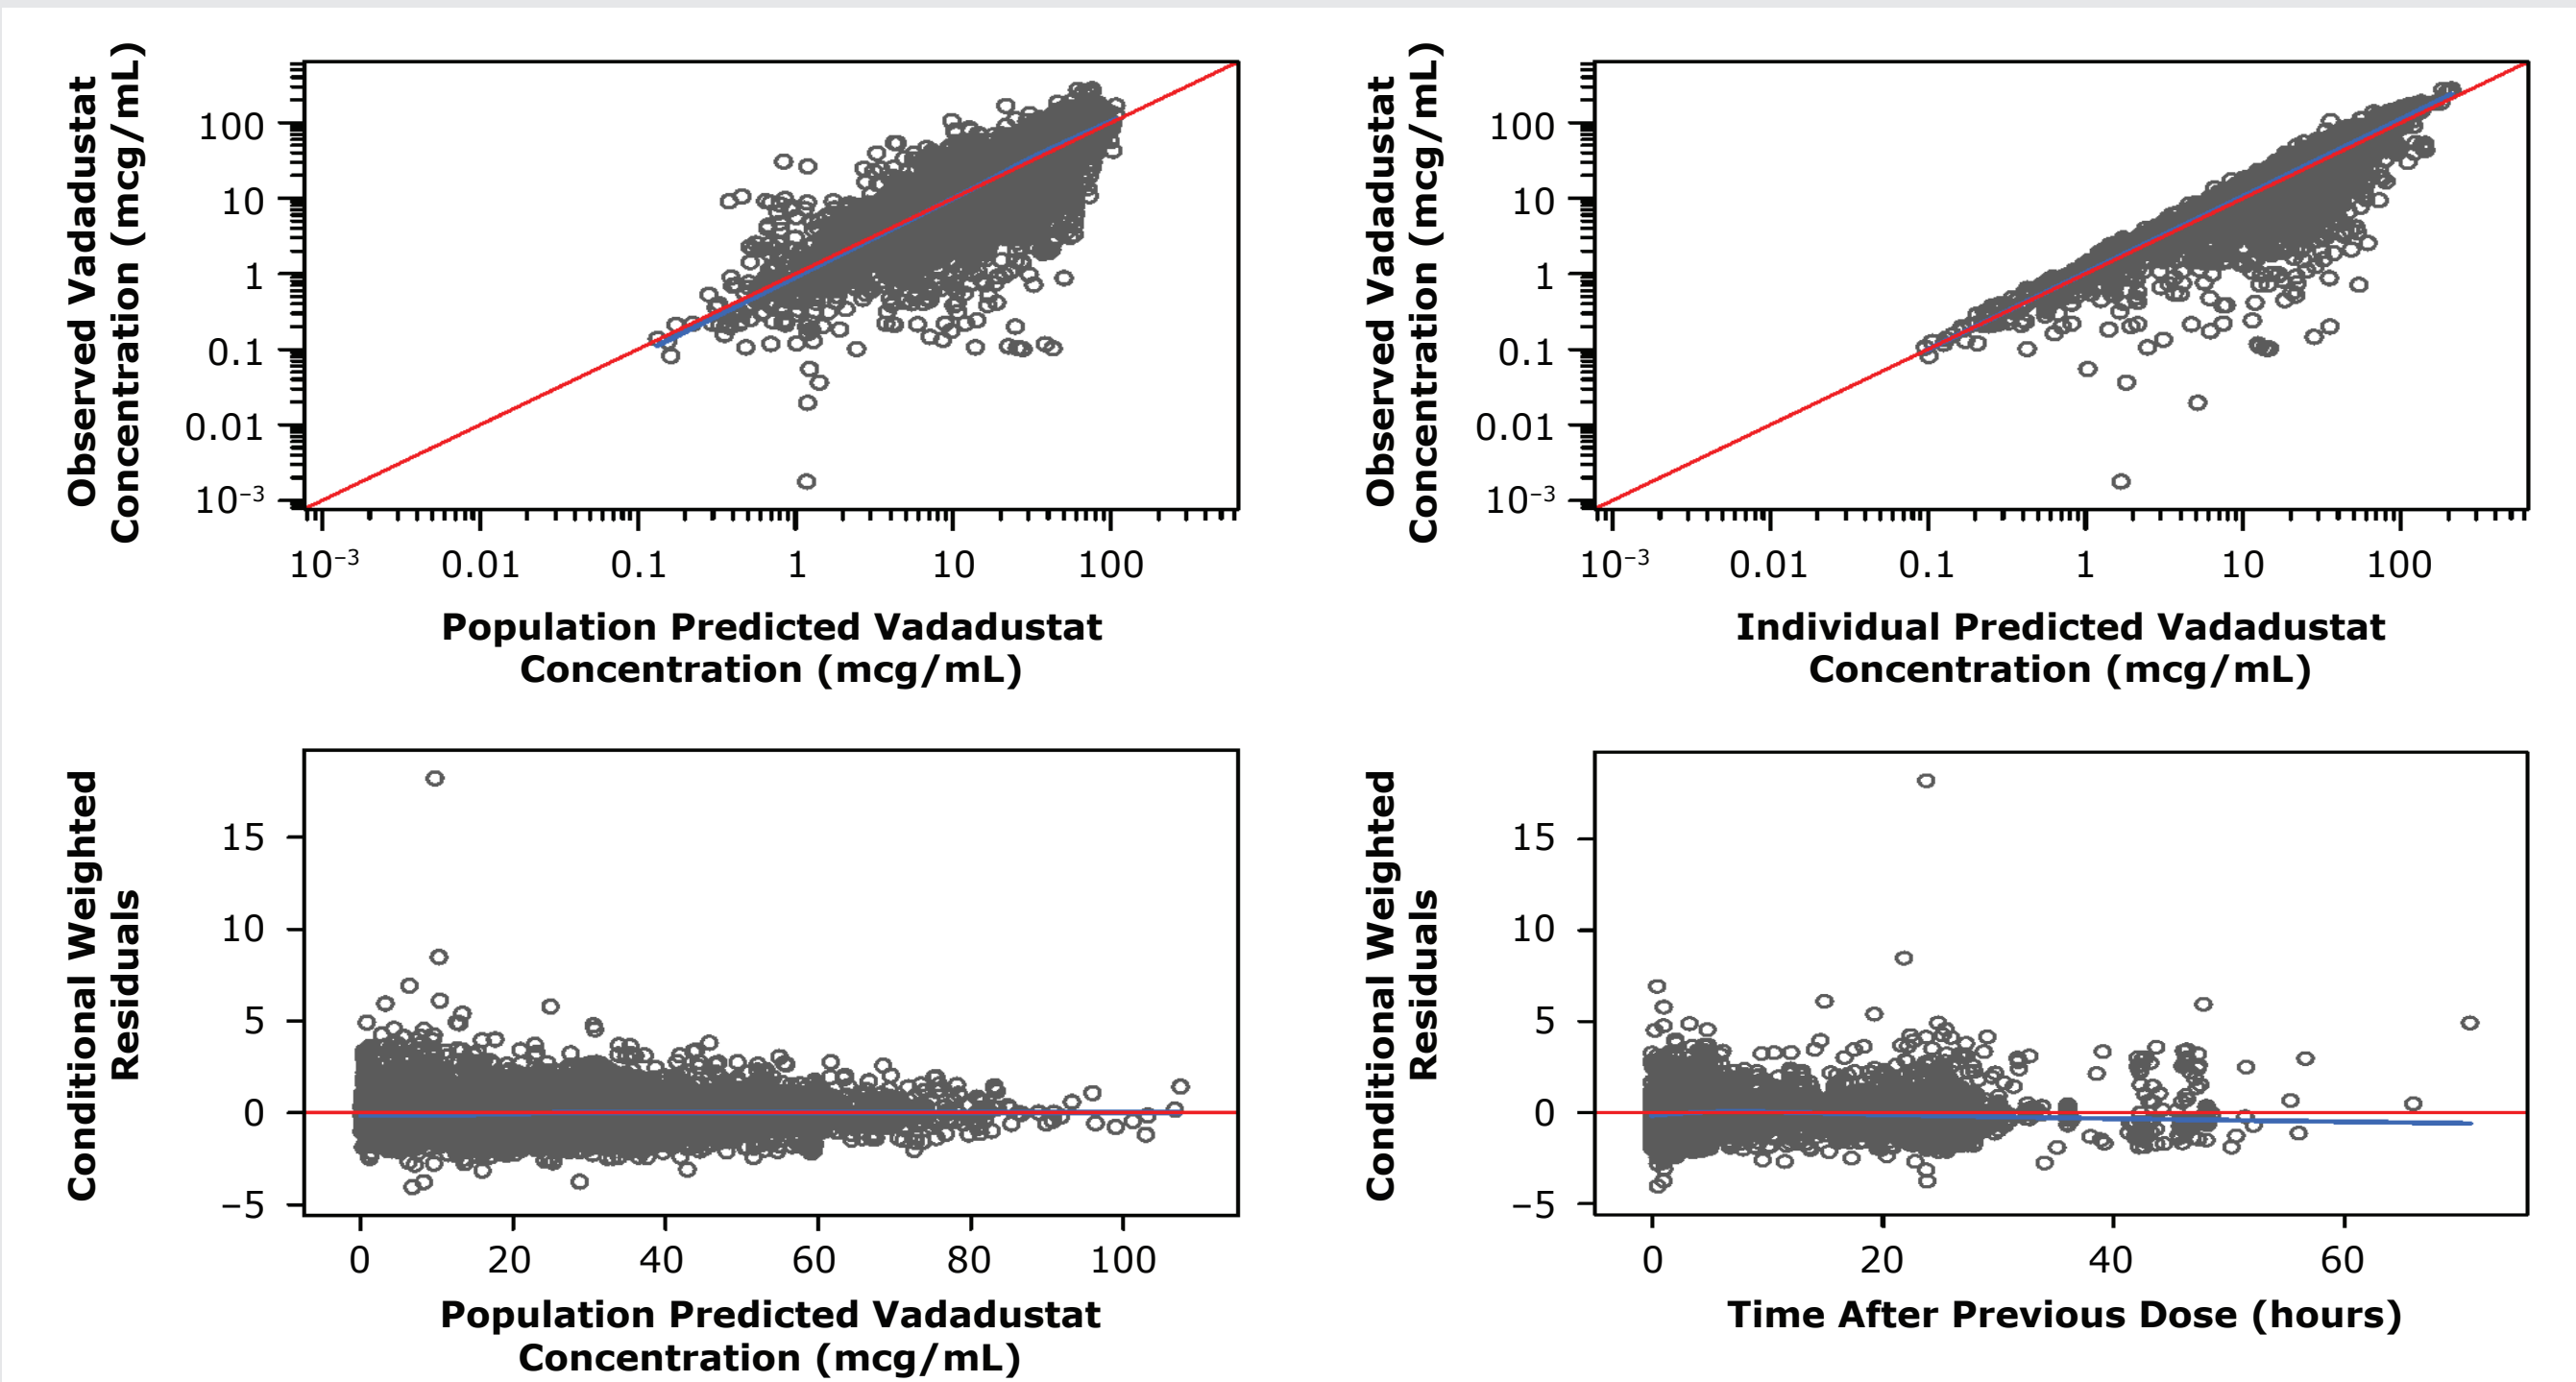 Observed Vadadustat
Concentration (mcg/mL)
100
10
1
0.1
0.01
10⁻³
10⁻³ 0.01 0.1 1 10 100
Population Predicted Vadadustat
Concentration (mcg/mL)
Observed Vadadustat
Concentration (mcg/mL)
100
10
1
0.1
0.01
10⁻³
10⁻³ 0.01 0.1 1 10 100
Individual Predicted Vadadustat
Concentration (mcg/mL)
Conditional Weighted
Residuals
15
10
5
0
−5
0 20 40 60 80 100
Population Predicted Vadadustat
Concentration (mcg/mL)
Conditional Weighted
Residuals
15
10
5
0
−5
0 20 40 60
Time After Previous Dose (hours)